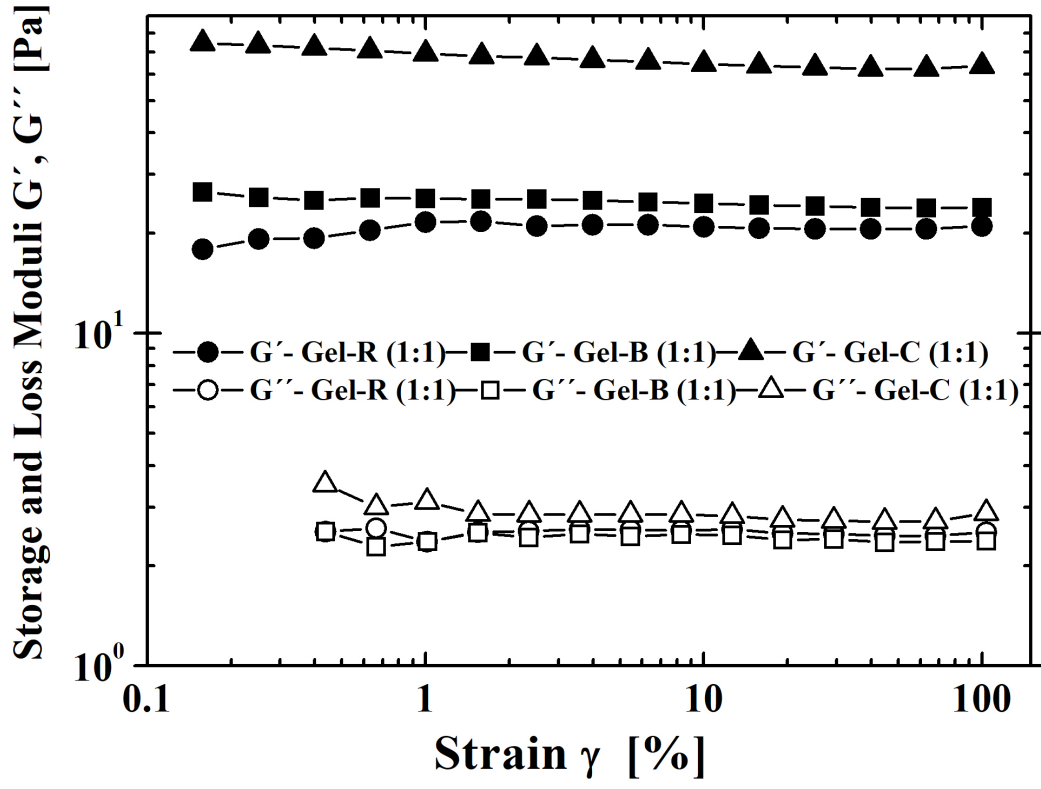 Storage and Loss Moduli G´, G´´ [Pa]
10¹
G´- Gel-R (1:1) G´- Gel-B (1:1) G´- Gel-C (1:1)
G´´- Gel-R (1:1) G´´- Gel-B (1:1) G´´- Gel-C (1:1)
10⁰
0.1 1 10 100
Strain γ [%]